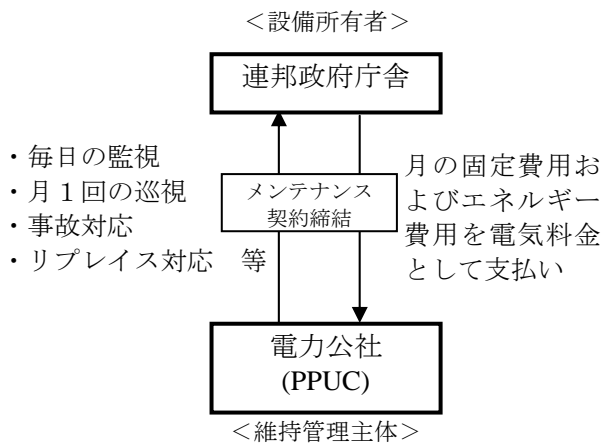 ＜設備所有者＞
連邦政府庁舎
・毎日の監視
・月１回の巡視
・事故対応
・リプレイス対応　等
メンテナンス
契約締結
月の固定費用お
よびエネルギー
費用を電気料金
として支払い
電力公社
(PPUC)
＜維持管理主体＞